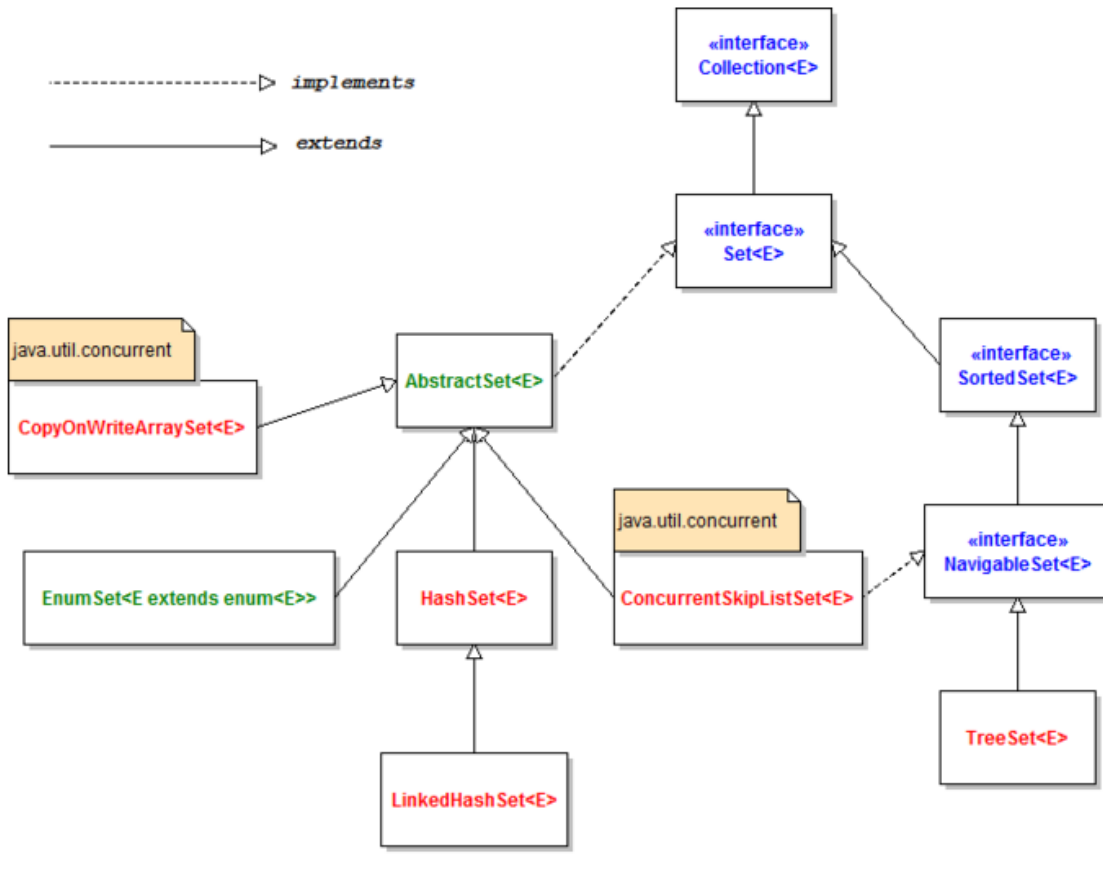 «interface»
Collection<E>
implements
extends
«interface»
Set<E>
java.util.concurrent
CopyOnWriteArraySet<E>
AbstractSet<E>
«interface»
SortedSet<E>
java.util.concurrent
«interface»
NavigableSet<E>
EnumSet<E extends enum<E>>
HashSet<E>
ConcurrentSkipListSet<E>
LinkedHashSet<E>
TreeSet<E>